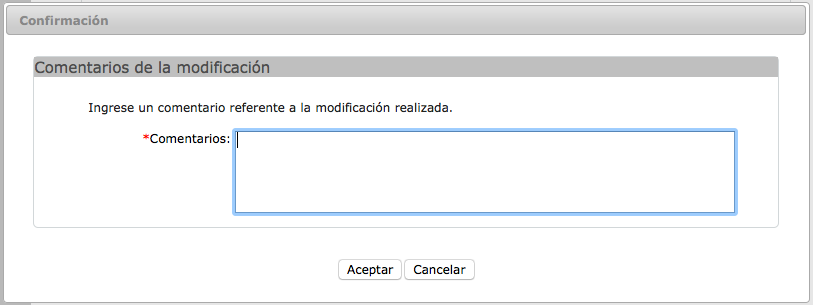 Confirmación
Comentarios de la modificación
Ingrese un comentario referente a la modificación realizada.
*Comentarios:
Aceptar Cancelar